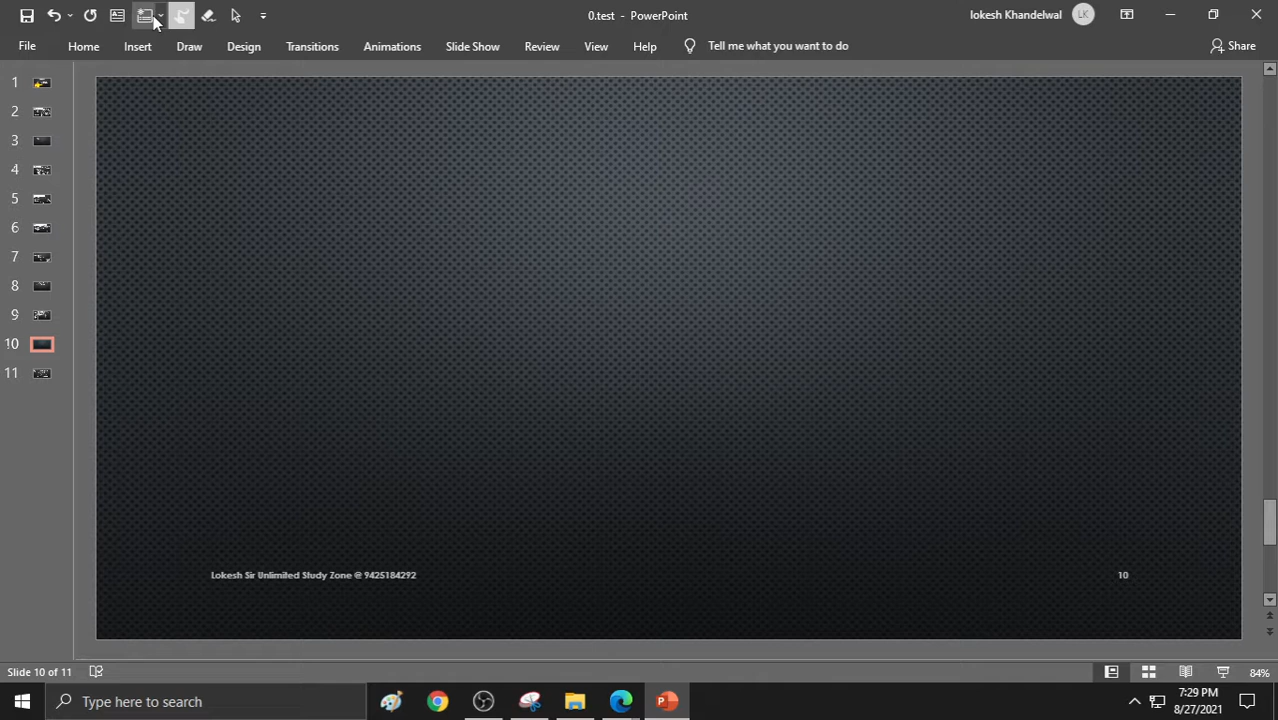 0.test - PowerPoint
lokesh Khandelwal
LK
File
Home
Insert
Draw
Design
Transitions
Animations
Slide Show
Review
View
Help
Tell me what you want to do
Share
1
2
3
4
5
6
7
8
9
10
11
Lokesh Sir Unlimited Study Zone @ 9425184292
10
Slide 10 of 11
84%
Type here to search
7:29 PM
8/27/2021